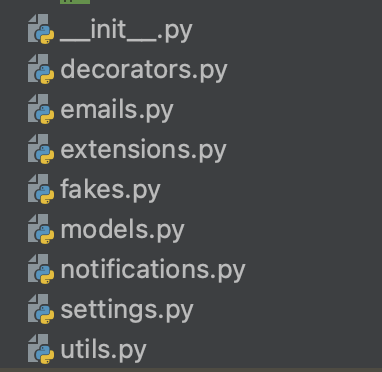 __init__.py
decorators.py
emails.py
extensions.py
fakes.py
models.py
notifications.py
settings.py
utils.py